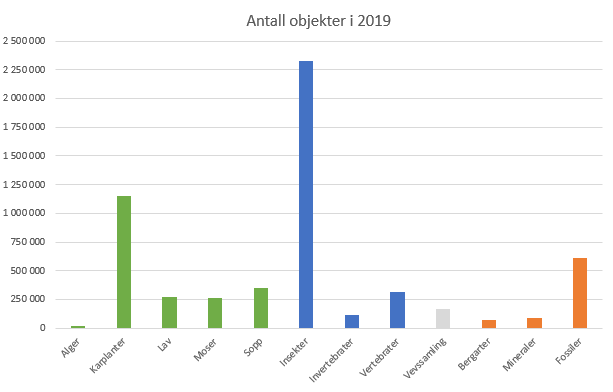 Antall objekter i 2019
2 500 000
2 250 000
2 000 000
1 750 000
1 500 000
1 250 000
1 000 000
750 000
500 000
250 000
0
Alger
Karplanter
Lav
Moser
Sopp
Insekter
Invertebrater
Vertebrater
Vevssamling
Bergarter
Mineraler
Fossiler